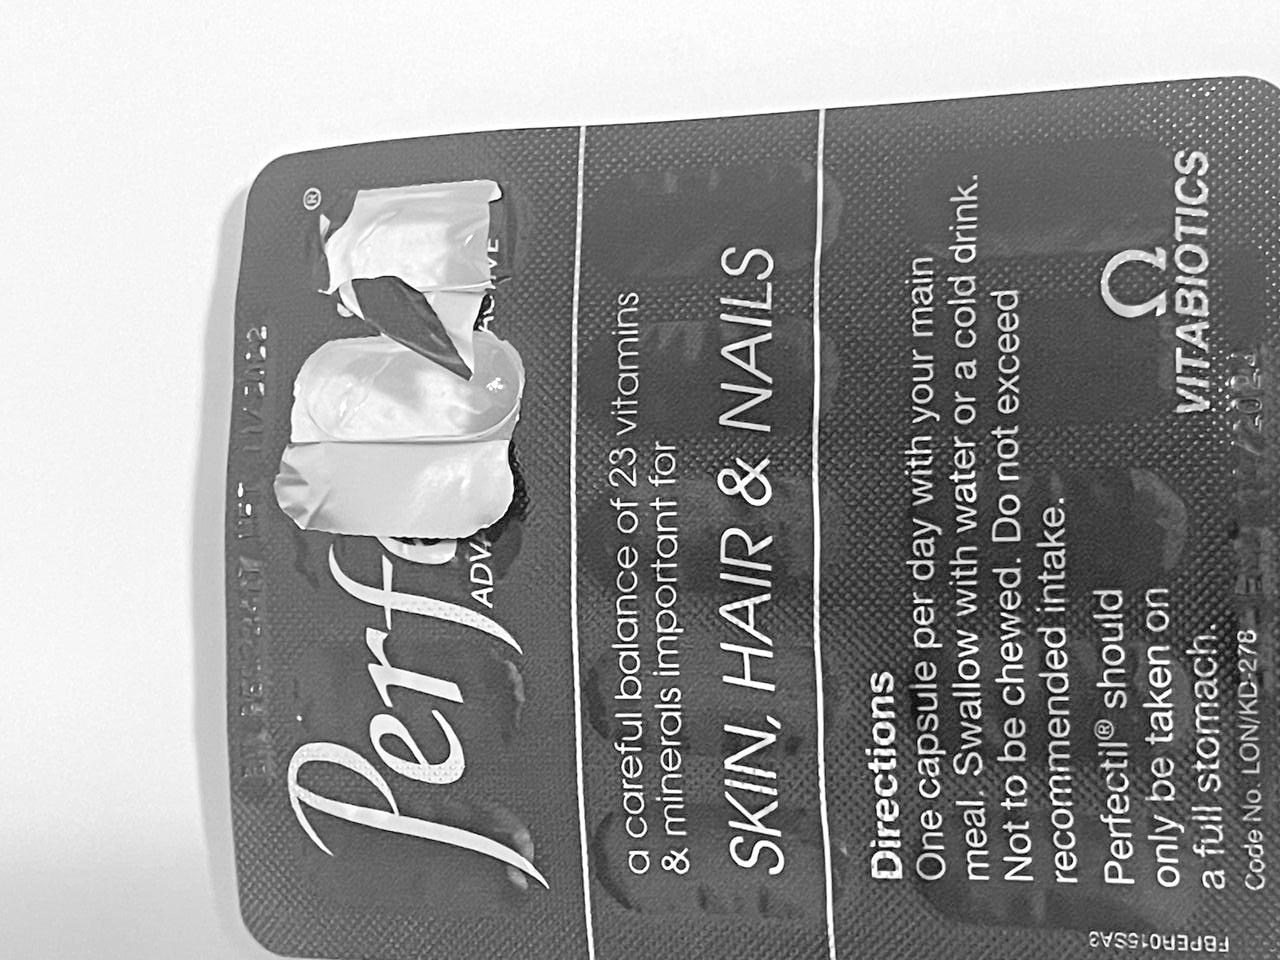 Perf
®
ADV
a careful balance of 23 vitamins
& minerals important for
SKIN, HAIR & NAILS
Directions
One capsule per day with your main
meal. Swallow with water or a cold drink.
Not to be chewed. Do not exceed
recommended intake.
Perfectil® should
only be taken on
a full stomach.
VITABIOTICS
Code No. LON/KD-278
FBPER015SA3